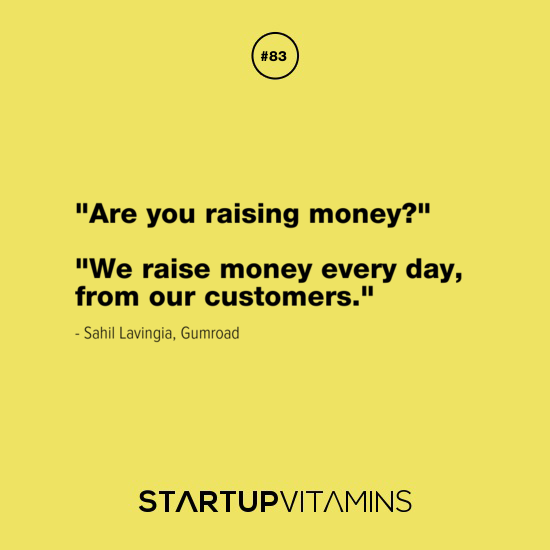 #83
"Are you raising money?"
"We raise money every day,
from our customers."
- Sahil Lavingia, Gumroad
STARTUPVITAMINS